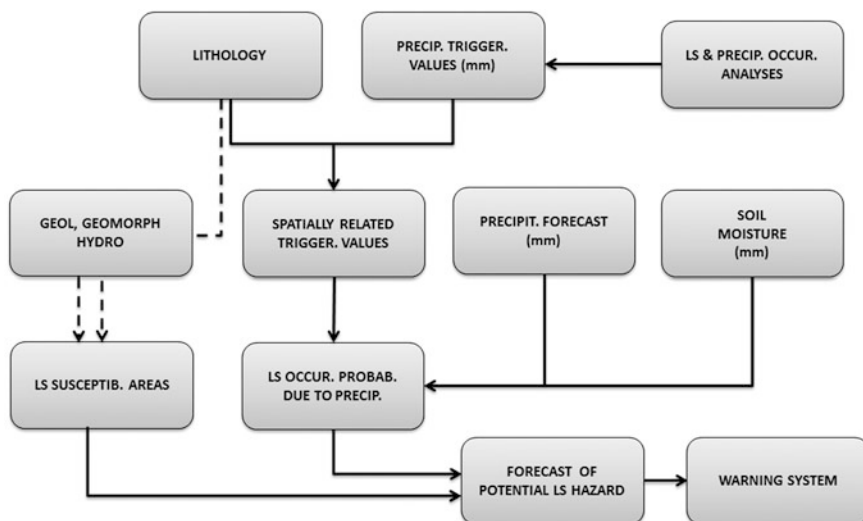 LITHOLOGY
PRECIP. TRIGGER.
VALUES (mm)
LS & PRECIP. OCCUR.
ANALYSES
GEOL, GEOMORPH
HYDRO
SPATIALLY RELATED
TRIGGER. VALUES
PRECIPIT. FORECAST
(mm)
SOIL
MOISTURE
(mm)
LS SUSCEPTIB. AREAS
LS OCCUR. PROBAB.
DUE TO PRECIP.
FORECAST OF
POTENTIAL LS HAZARD
WARNING SYSTEM